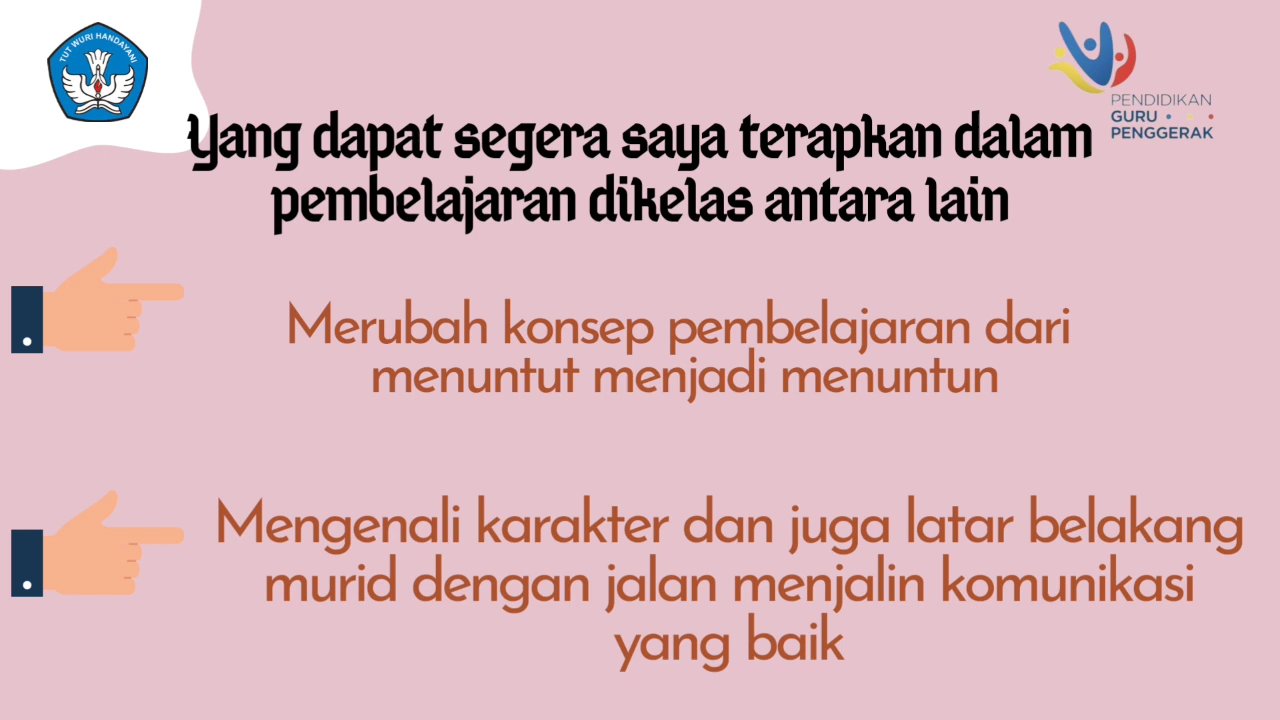 TUT WURI HANDAYANI
PENDIDIKAN
GURU
PENGGERAK
Yang dapat segera saya terapkan dalam
pembelajaran dikelas antara lain
Merubah konsep pembelajaran dari
menuntut menjadi menuntun
Mengenali karakter dan juga latar belakang
murid dengan jalan menjalin komunikasi
yang baik